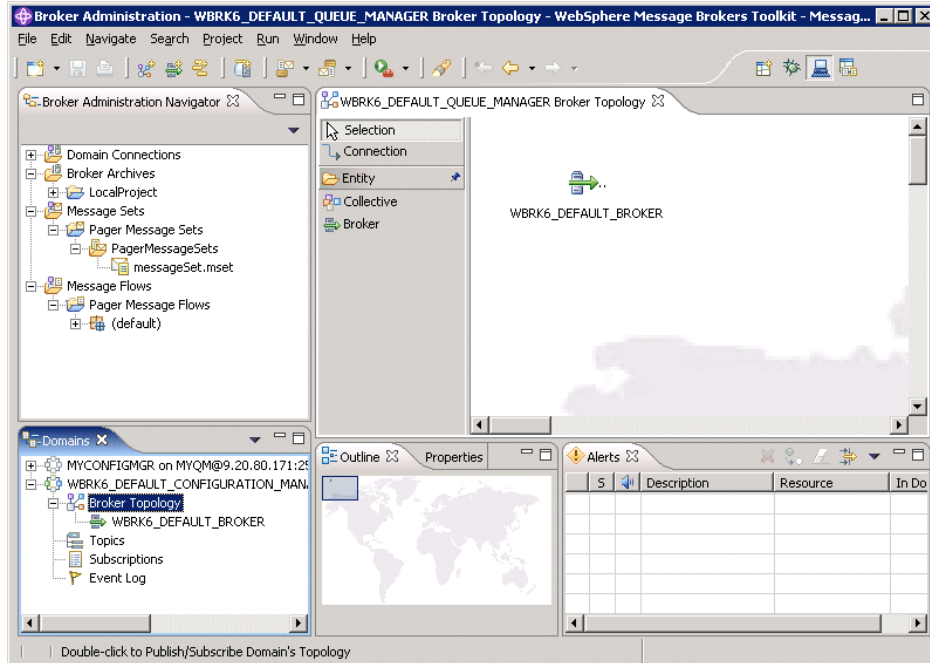 Broker Administration - WBRK6_DEFAULT_QUEUE_MANAGER Broker Topology - WebSphere Message Brokers Toolkit - Messag...
File Edit Navigate Search Project Run Window Help
Broker Administration Navigator
Domain Connections
Broker Archives
LocalProject
Message Sets
Pager Message Sets
PagerMessageSets
messageSet.mset
Message Flows
Pager Message Flows
(default)
WBRK6_DEFAULT_QUEUE_MANAGER Broker Topology
Selection
Connection
Entity
Collective
Broker
..
WBRK6_DEFAULT_BROKER
Domains
MYCONFIGMGR on MYQM@9.20.80.171:25
WBRK6_DEFAULT_CONFIGURATION_MAN
Broker Topology
WBRK6_DEFAULT_BROKER
Topics
Subscriptions
Event Log
Outline Properties
Alerts
S Description Resource In Do
Double-click to Publish/Subscribe Domain's Topology